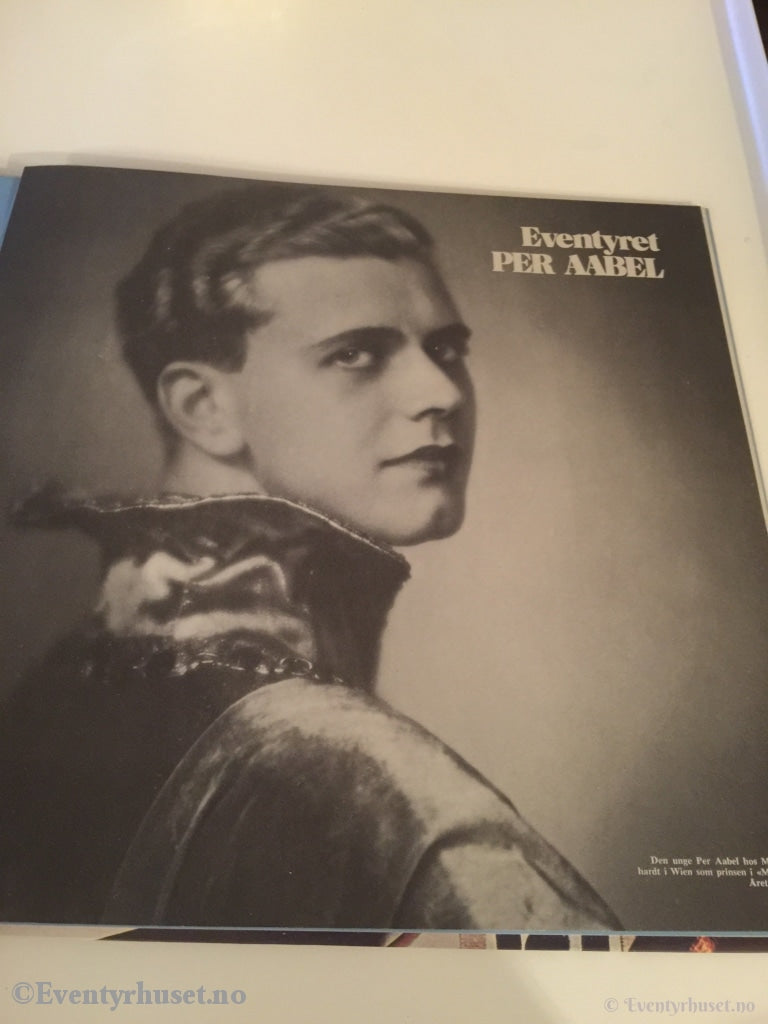 Eventyret
PER AABEL
Den unge Per Aabel hos M
hardt i Wien som prinsen i «M
Året
©Eventyrhuset.no
© Eventyrhuset.no